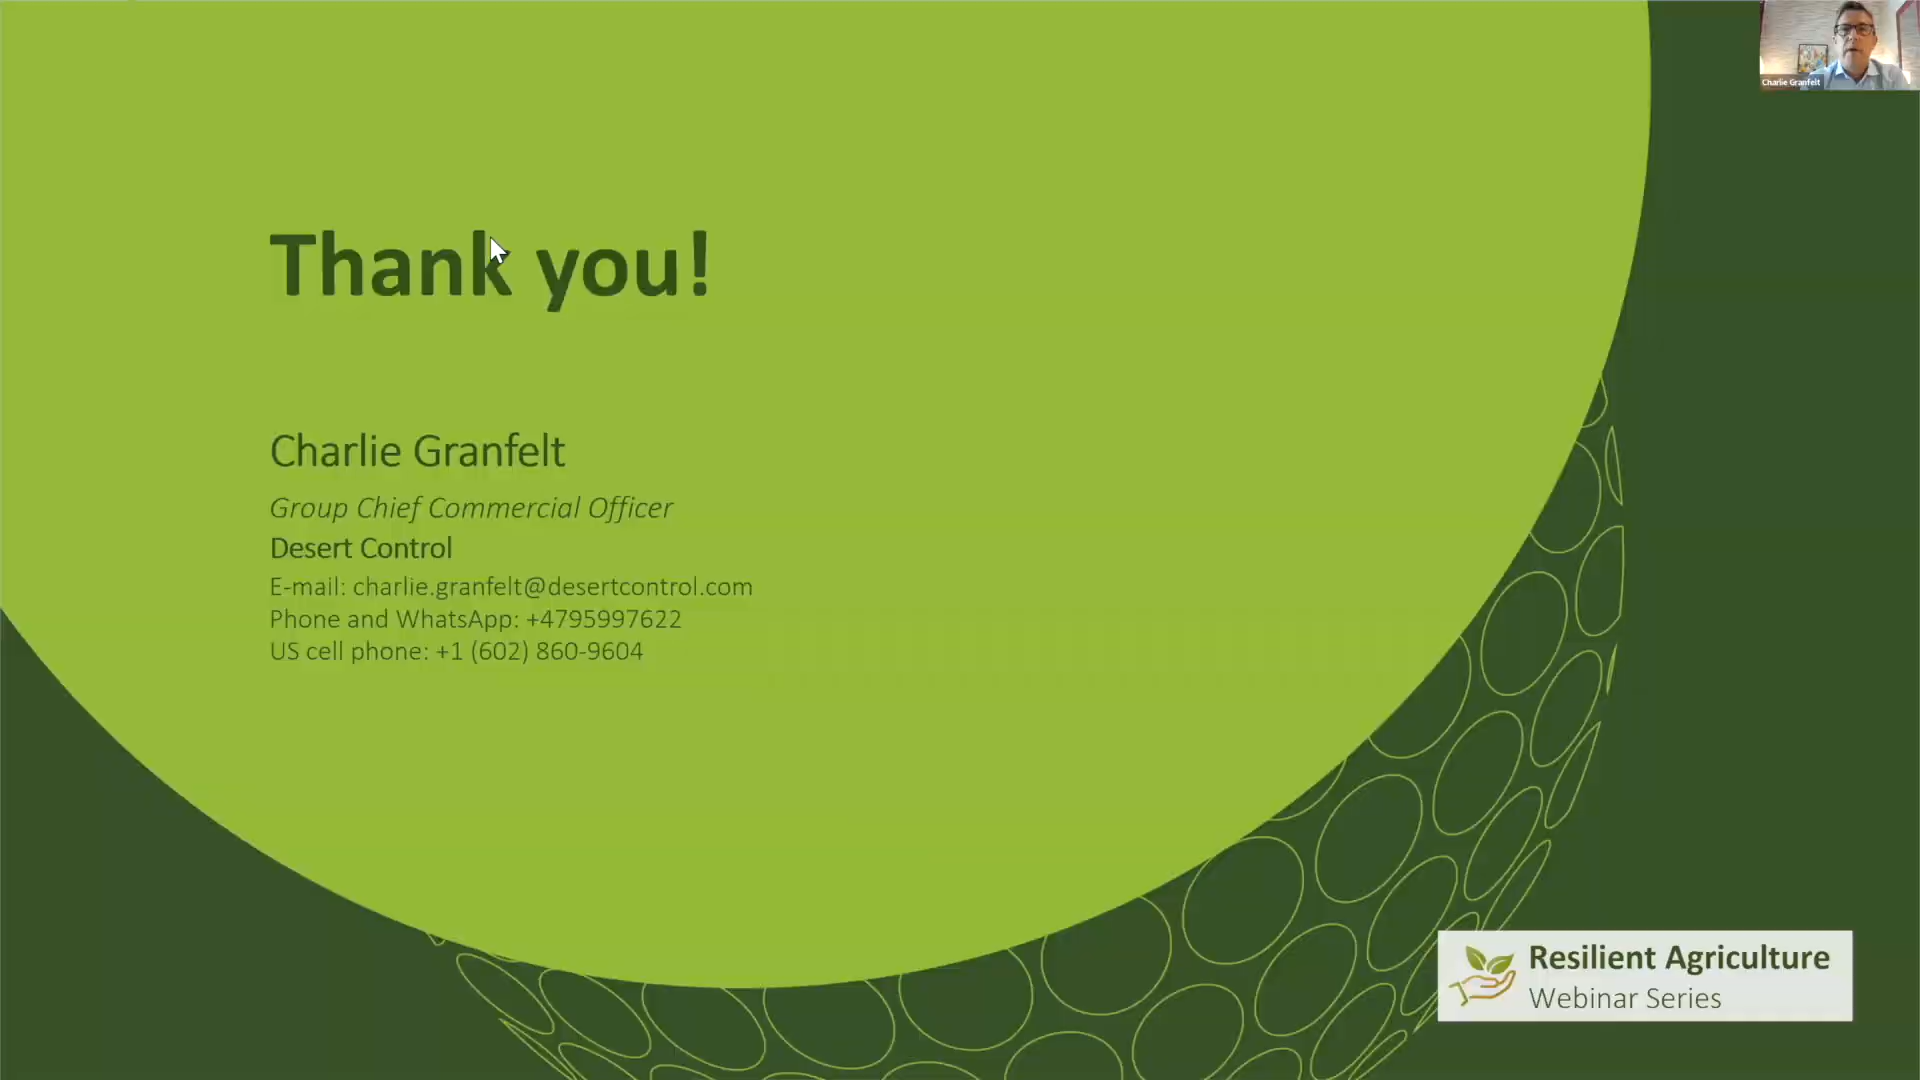 Charlie Granfelt
Thank you!
Charlie Granfelt
Group Chief Commercial Officer
Desert Control
E-mail: charlie.granfelt@desertcontrol.com
Phone and WhatsApp: +4795997622
US cell phone: +1 (602) 860-9604
Resilient Agriculture
Webinar Series